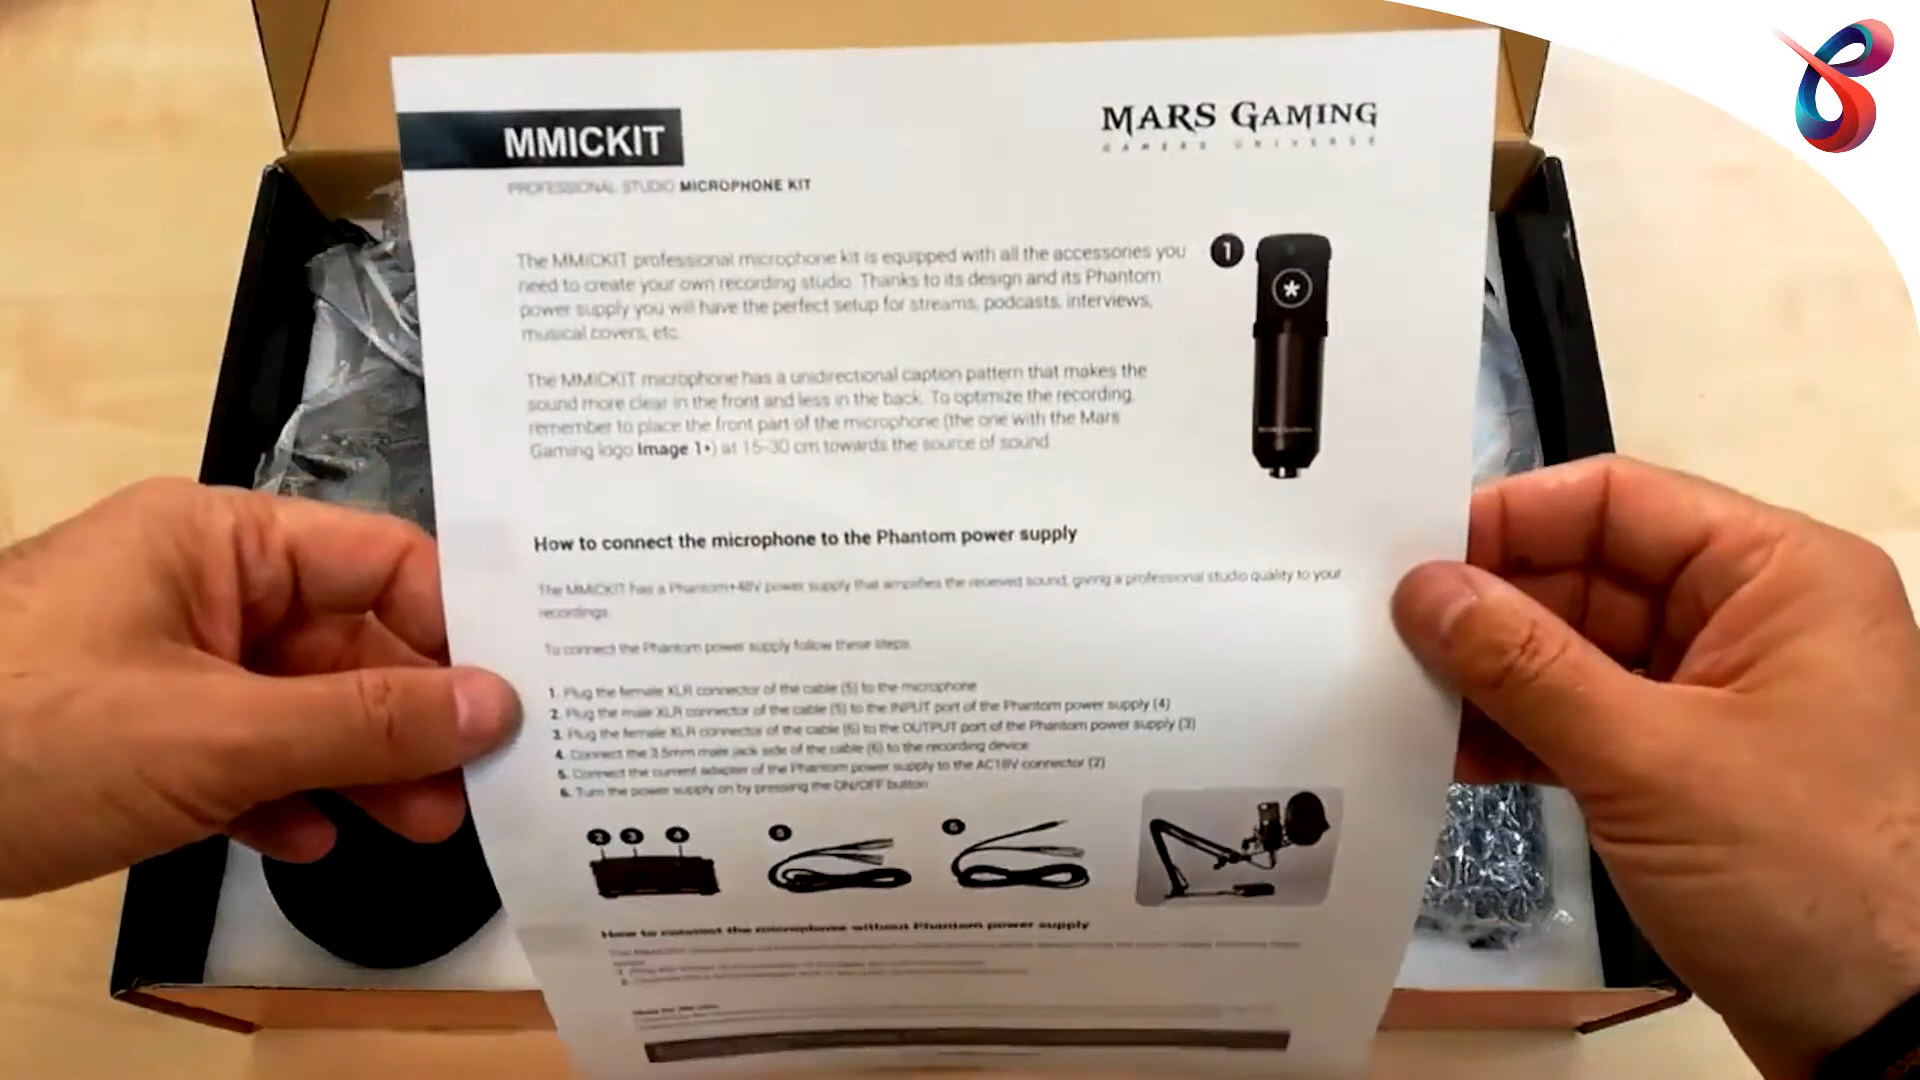 MMICKIT
MARS GAMING
GAMERS UNIVERSE
PROFESSIONAL STUDIO MICROPHONE KIT
1
The MMICKIT professional microphone kit is equipped with all the accessories you
need to create your own recording studio. Thanks to its design and its Phantom
power supply you will have the perfect setup for streams, podcasts, interviews,
musical covers, etc.
The MMICKIT microphone has a unidirectional caption pattern that makes the
sound more clear in the front and less in the back. To optimize the recording,
remember to place the front part of the microphone (the one with the Mars
Gaming logo Image 1*) at 15-30 cm towards the source of sound
How to connect the microphone to the Phantom power supply
The MMICKIT has a Phantom+48V power supply that amplifies the received sound, giving a professional studio quality to your
recordings.
To connect the Phantom power supply follow these steps
1. Plug the female XLR connector of the cable (5) to the microphone
2. Plug the male XLR connector of the cable (5) to the INPUT port of the Phantom power supply (4)
3. Plug the female XLR connector of the cable (6) to the OUTPUT port of the Phantom power supply (3)
4. Connect the 3.5mm male jack side of the cable (6) to the recording device
5. Connect the current adapter of the Phantom power supply to the AC18V connector (2)
6. Turn the power supply on by pressing the ON/OFF button
2 3 4 5 6
How to connect the microphone without Phantom power supply